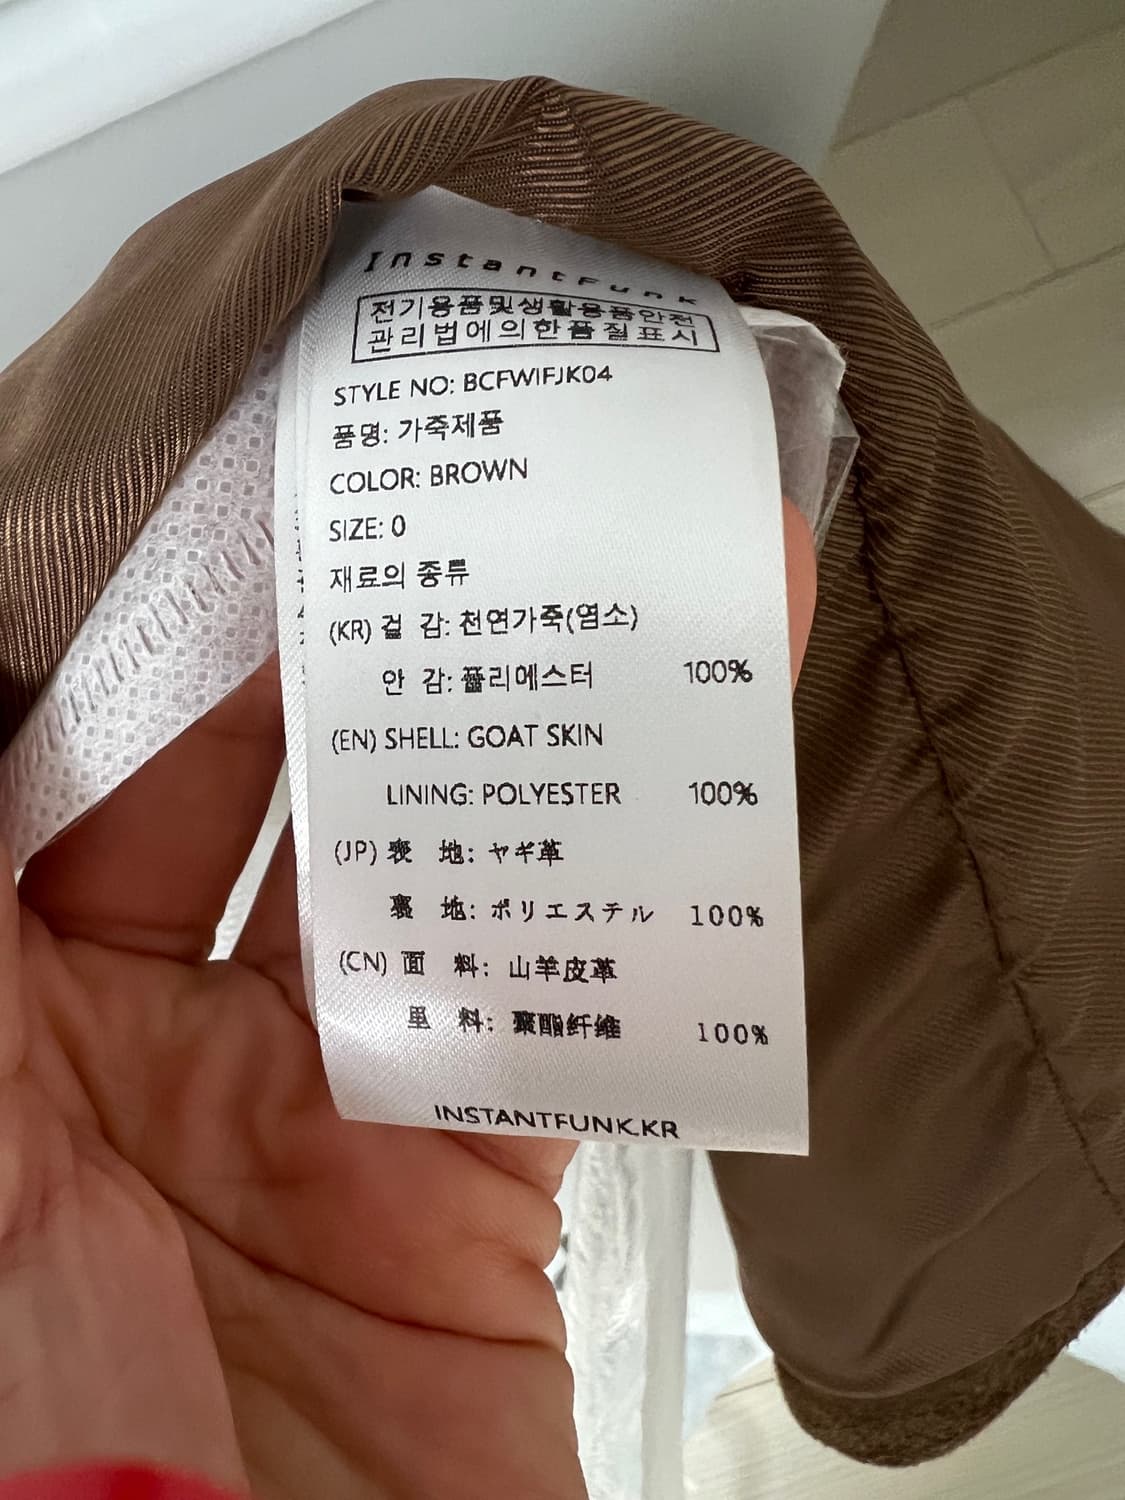 InstantFunk
전기용품및생활용품안전
관리법에의한품질표시
STYLE NO: BCFWIFJK04
품명: 가죽제품
COLOR: BROWN
SIZE: 0
재료의 종류
(KR) 겉 감: 천연가죽(염소)
안 감: 폴리에스터 100%
(EN) SHELL: GOAT SKIN
LINING: POLYESTER 100%
(JP) 表 地: ヤギ革
裏 地: ポリエステル 100%
(CN) 面 料: 山羊皮革
里 料: 聚酯纤维 100%
INSTANTFUNK.KR